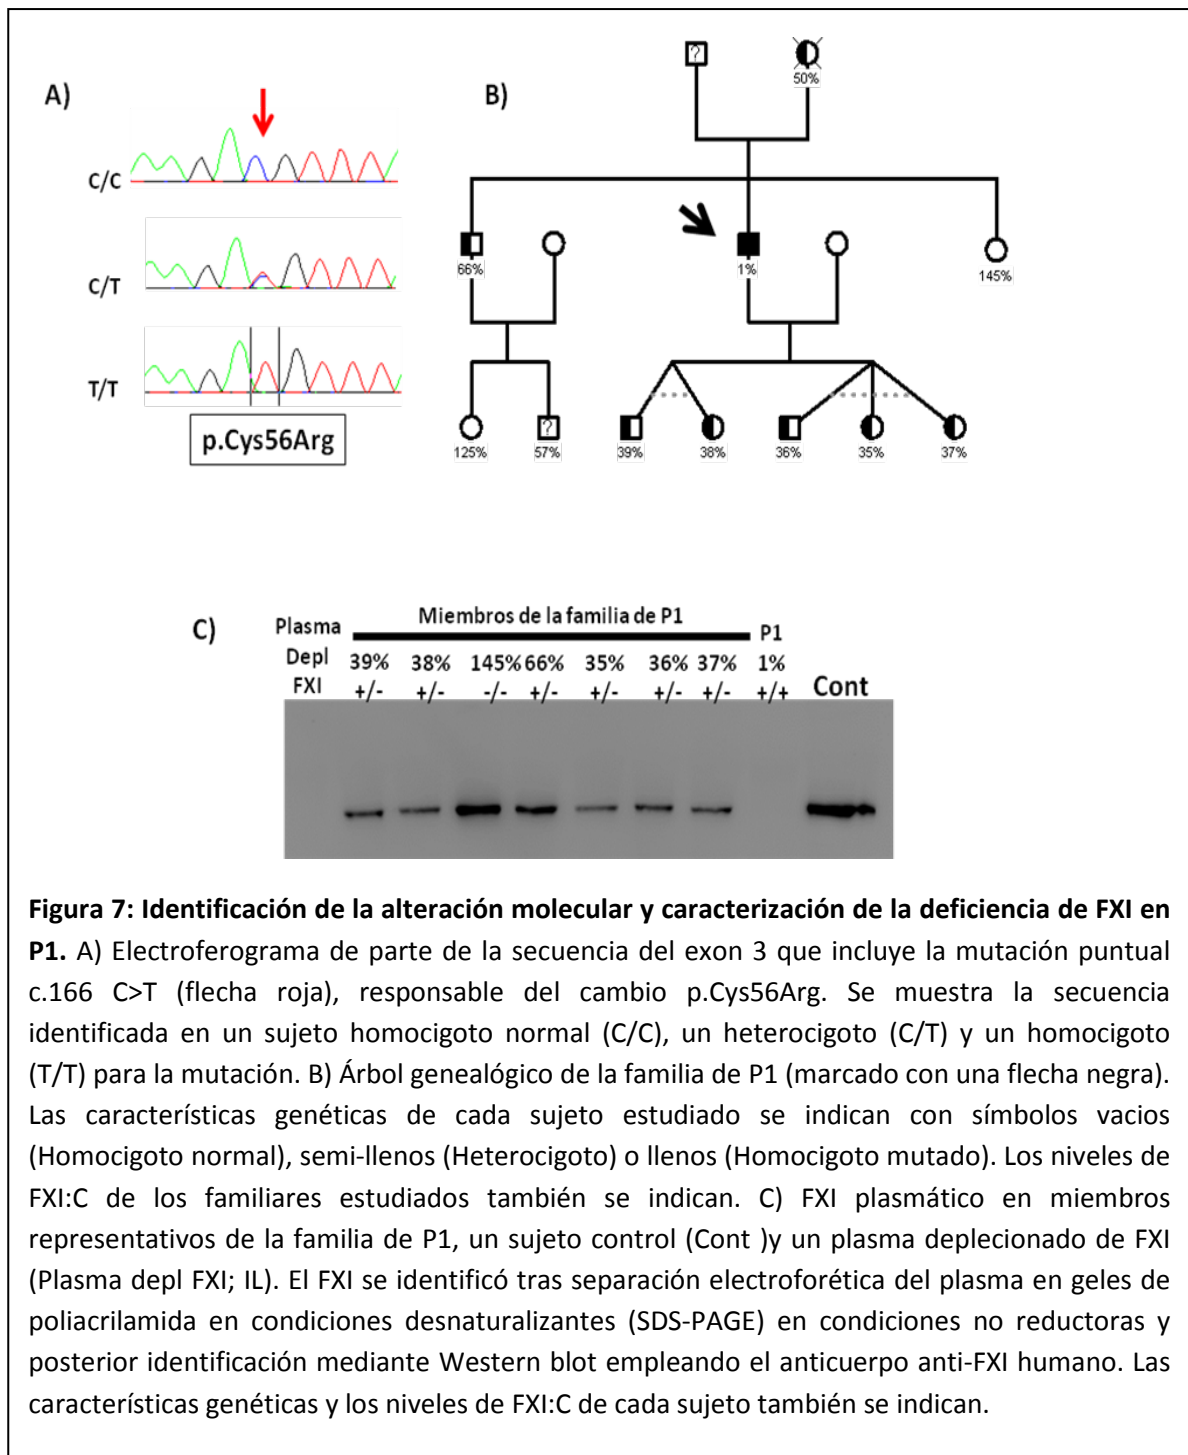 A)
C/C
C/T
T/T
p.Cys56Arg
B)
?
50%
66%
1%
145%
?
125%
57%
39%
38%
36%
35%
37%
C)
Plasma Miembros de la familia de P1 P1
Depl 39% 38% 145% 66% 35% 36% 37% 1%
FXI +/- +/- -/- +/- +/- +/- +/- +/+ Cont
Figura 7: Identificación de la alteración molecular y caracterización de la deficiencia de FXI en
P1. A) Electroferograma de parte de la secuencia del exon 3 que incluye la mutación puntual
c.166 C>T (flecha roja), responsable del cambio p.Cys56Arg. Se muestra la secuencia
identificada en un sujeto homocigoto normal (C/C), un heterocigoto (C/T) y un homocigoto
(T/T) para la mutación. B) Árbol genealógico de la familia de P1 (marcado con una flecha negra).
Las características genéticas de cada sujeto estudiado se indican con símbolos vacios
(Homocigoto normal), semi-llenos (Heterocigoto) o llenos (Homocigoto mutado). Los niveles de
FXI:C de los familiares estudiados también se indican. C) FXI plasmático en miembros
representativos de la familia de P1, un sujeto control (Cont )y un plasma deplecionado de FXI
(Plasma depl FXI; IL). El FXI se identificó tras separación electroforética del plasma en geles de
poliacrilamida en condiciones desnaturalizantes (SDS-PAGE) en condiciones no reductoras y
posterior identificación mediante Western blot empleando el anticuerpo anti-FXI humano. Las
características genéticas y los niveles de FXI:C de cada sujeto también se indican.